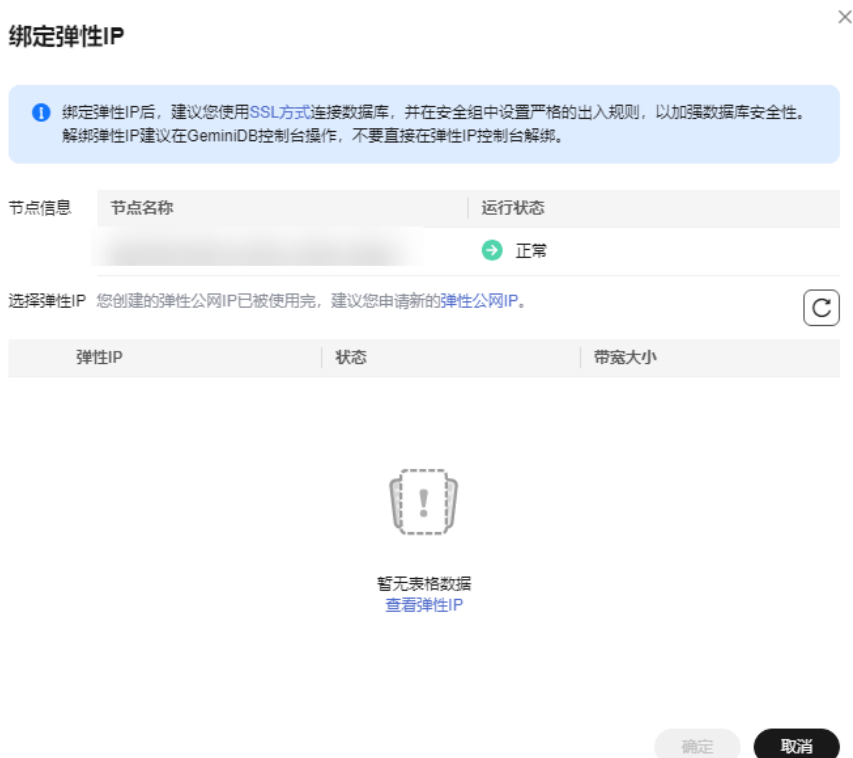 绑定弹性IP
绑定弹性IP后，建议您使用SSL方式连接数据库，并在安全组中设置严格的出入规则，以加强数据库安全性。
解绑弹性IP建议在GeminiDB控制台操作，不要直接在弹性IP控制台解绑。
节点信息 节点名称 运行状态
正常
选择弹性IP 您创建的弹性公网IP已被使用完，建议您申请新的弹性公网IP。
弹性IP 状态 带宽大小
暂无表格数据
查看弹性IP
确定 取消